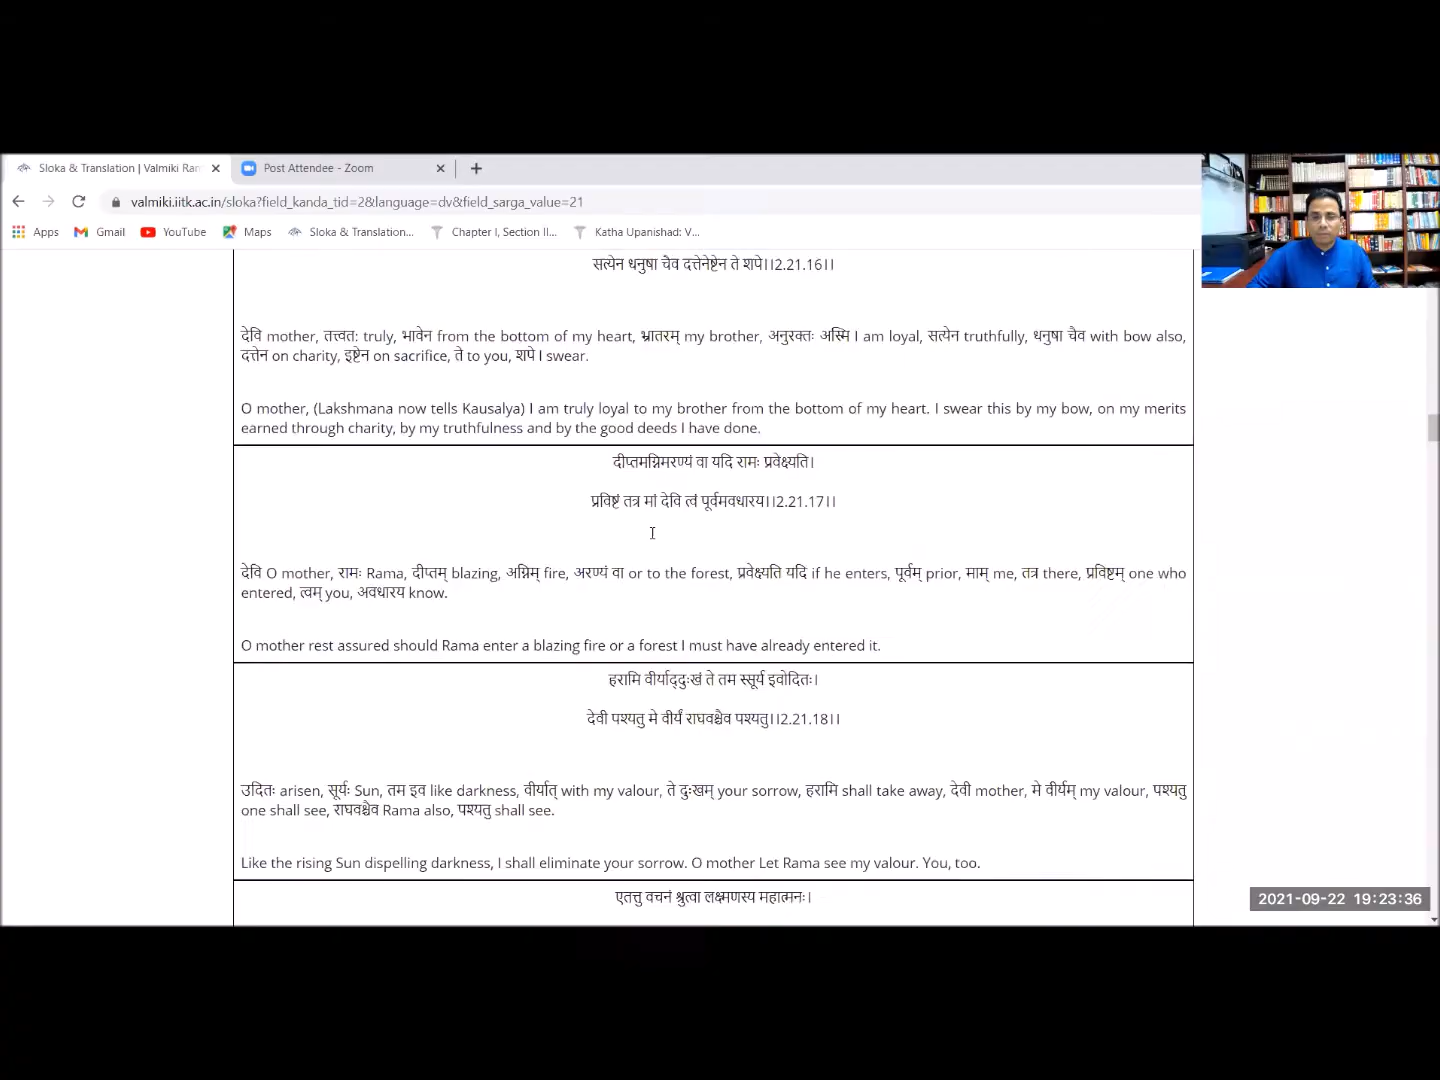 Sloka & Translation | Valmiki Ram
Post Attendee - Zoom
valmiki.iitk.ac.in/sloka?field_kanda_tid=2&language=dv&field_sarga_value=21
Apps Gmail YouTube Maps Sloka & Translation... Chapter I, Section II... Katha Upanishad: V...
सत्येन धनुषा चैव दत्तेनेष्टेन ते शपे।।2.21.16।।
देवि mother, तत्त्वत: truly, भावेन from the bottom of my heart, भ्रातरम् my brother, अनुरक्तः अस्मि I am loyal, सत्येन truthfully, धनुषा चैव with bow also,
दत्तेन on charity, इष्टेन on sacrifice, ते to you, शपे I swear.
O mother, (Lakshmana now tells Kausalya) I am truly loyal to my brother from the bottom of my heart. I swear this by my bow, on my merits
earned through charity, by my truthfulness and by the good deeds I have done.
दीप्तमग्निमरण्यं वा यदि रामः प्रवेक्ष्यति।
प्रविष्टं तत्र मां देवि त्वं पूर्वमवधारय।।2.21.17।।
देवि O mother, रामः Rama, दीप्तम् blazing, अग्निम् fire, अरण्यं वा or to the forest, प्रवेक्ष्यति यदि if he enters, पूर्वम् prior, माम् me, तत्र there, प्रविष्टम् one who
entered, त्वम् you, अवधारय know.
O mother rest assured should Rama enter a blazing fire or a forest I must have already entered it.
हरामि वीर्याद्दुःखं ते तम स्सूर्य इवोदितः।
देवी पश्यतु मे वीर्यं राघवश्चैव पश्यतु।।2.21.18।।
उदितः arisen, सूर्यः Sun, तम इव like darkness, वीर्यात् with my valour, ते दुःखम् your sorrow, हरामि shall take away, देवी mother, मे वीर्यम् my valour, पश्यतु
one shall see, राघवश्चैव Rama also, पश्यतु shall see.
Like the rising Sun dispelling darkness, I shall eliminate your sorrow. O mother Let Rama see my valour. You, too.
एतत्तु वचनं श्रुत्वा लक्ष्मणस्य महात्मनः।
2021-09-22 19:23:36